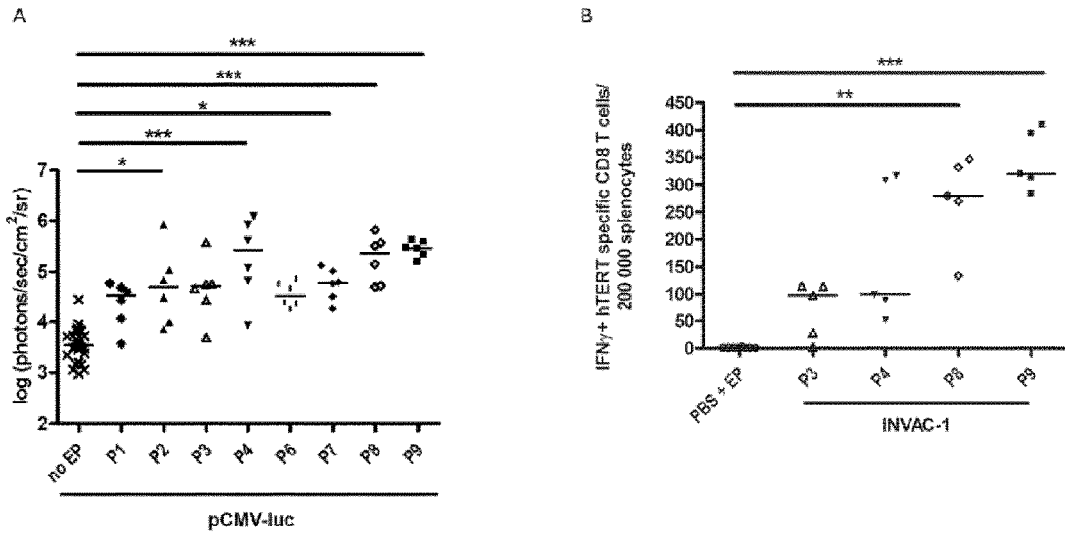 A
***
***
*
***
*
log (photons/sec/cm²/sr)
7
6
5
4
3
2
no EP
P1
P2
P3
P4
P6
P7
P8
P9
pCMV-luc
B
***
**
IFNγ+ hTERT specific CD8 T cells/
200 000 splenocytes
450
400
350
300
250
200
150
100
50
0
PBS + EP
P3
P4
P8
P9
INVAC-1